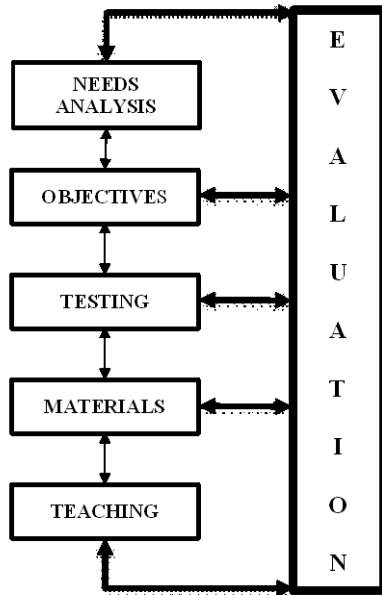 NEEDS
ANALYSIS
OBJECTIVES
TESTING
MATERIALS
TEACHING
E
V
A
L
U
A
T
I
O
N